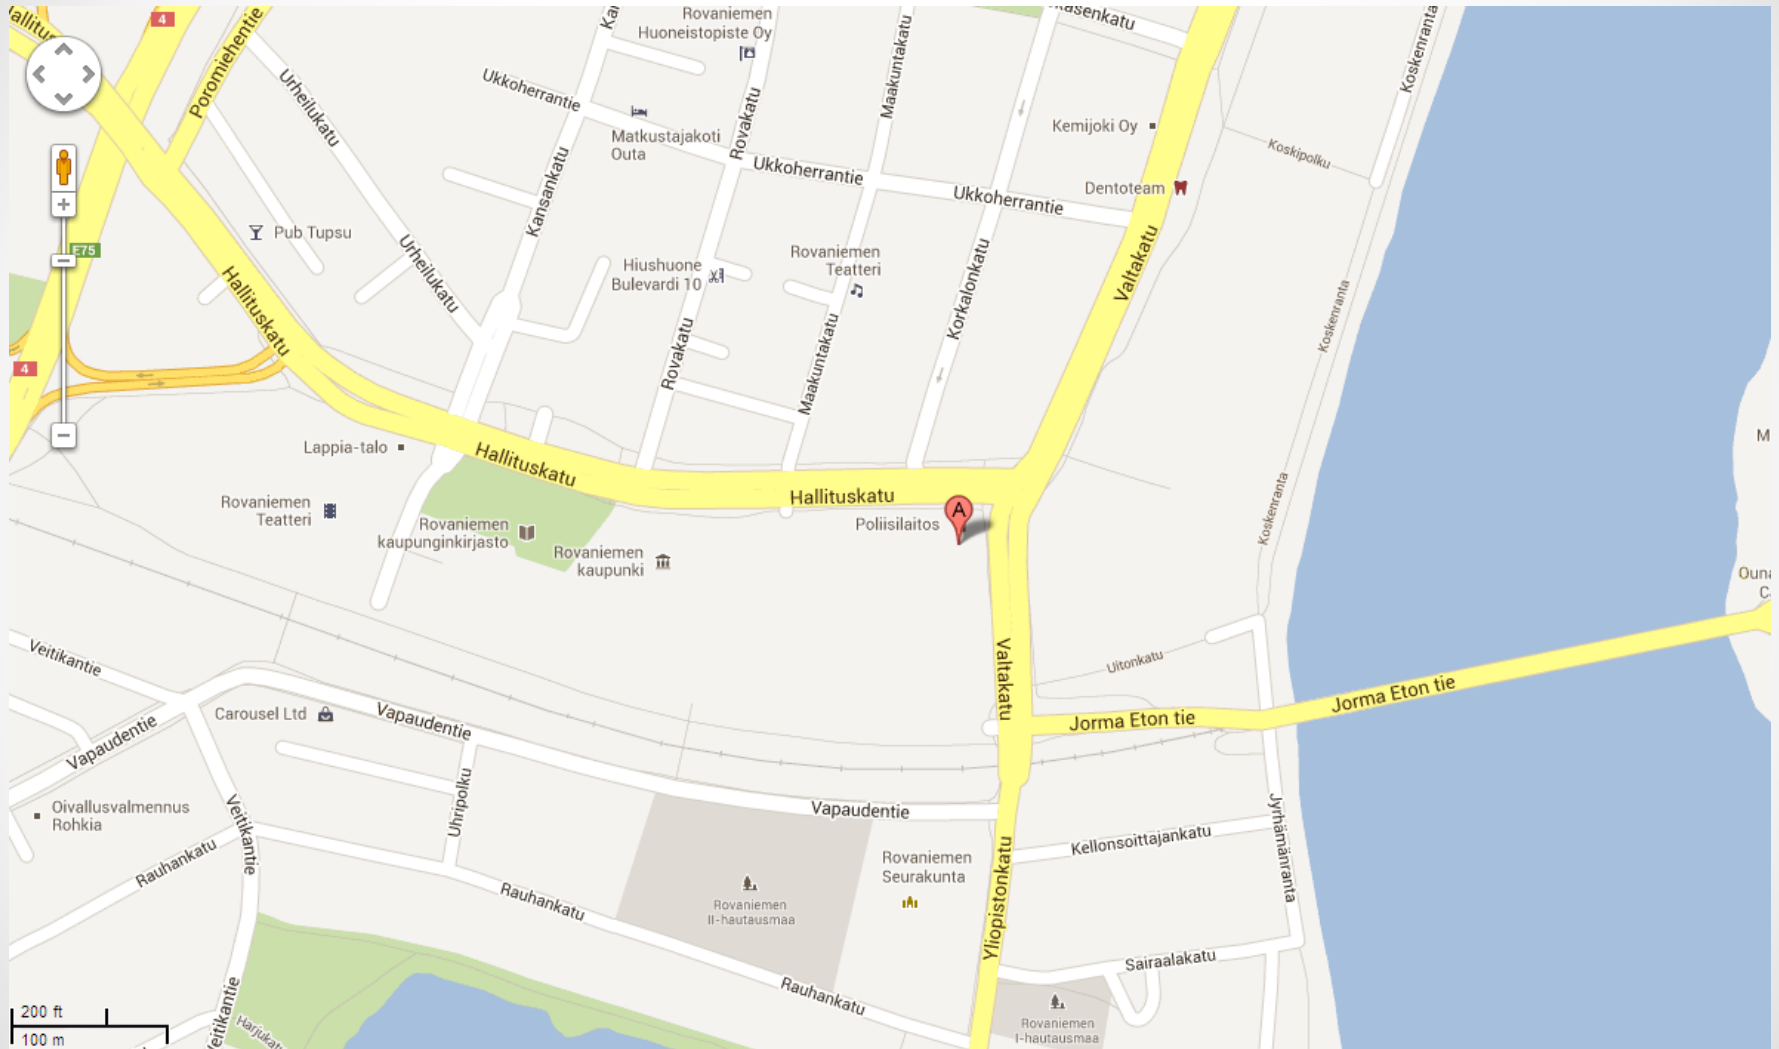 allitus
4
Poromiehentie
Rovaniemen
Huoneistopiste Oy
Maakuntakatu
Koskenranta
Urheilukatu
Ukkoherrantie
Matkustajakoti
Outa
Rovakatu
Ukkoherrantie
Kemijoki Oy
Koskipolku
Dentoteam
Ukkoherrantie
Kansankatu
Pub Tupsu
E75
Urheilukatu
Hiushuone
Bulevardi 10
Rovaniemen
Teatteri
Korkalonkatu
Valtakatu
Koskenranta
Hallituskatu
4
Rovakatu
Maakuntakatu
Lappia-talo
Hallituskatu
Hallituskatu
M
Rovaniemen
Teatteri
Rovaniemen
kaupunginkirjasto
Rovaniemen
kaupunki
Poliisilaitos
A
Koskenranta
Ouna
C
Veitikantie
Uitonkatu
Valtakatu
Jorma Eton tie
Jorma Eton tie
Carousel Ltd
Vapaudentie
Vapaudentie
Oivallusvalmennus
Rohkia
Veitikantie
Uhripolku
Vapaudentie
Kellonsoittajankatu
Jyrhämänranta
Rauhankatu
Rauhankatu
Rovaniemen
Seurakunta
Rovaniemen
II-hautausmaa
Yliopistonkatu
Sairaalakatu
Rauhankatu
Veitikantie
Harjukatu
Rovaniemen
I-hautausmaa
200 ft
100 m